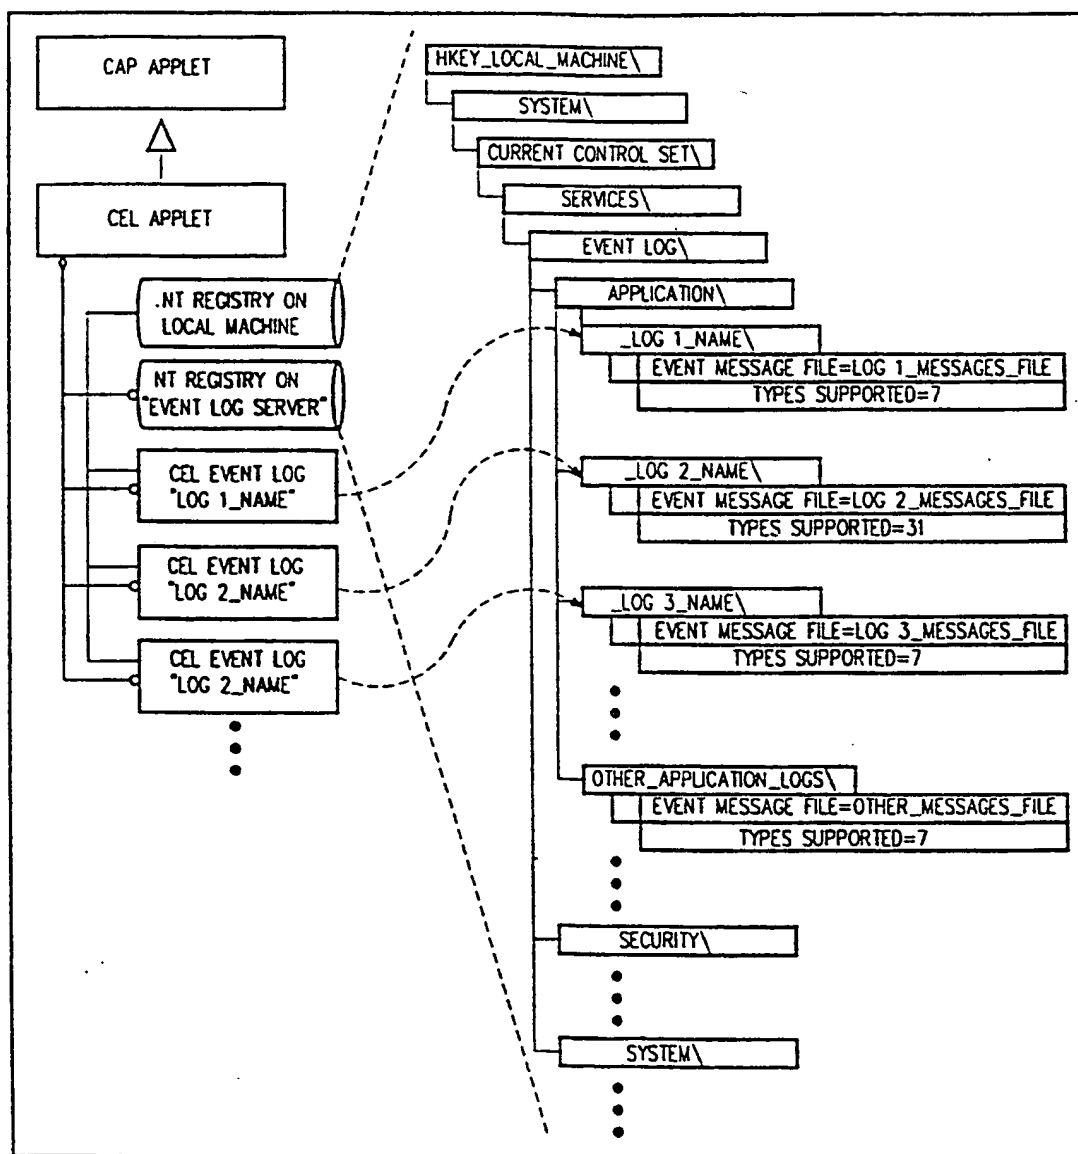 CAP APPLET
CEL APPLET
.NT REGISTRY ON
LOCAL MACHINE
NT REGISTRY ON
"EVENT LOG SERVER"
CEL EVENT LOG
"LOG 1_NAME"
CEL EVENT LOG
"LOG 2_NAME"
CEL EVENT LOG
"LOG 2_NAME"
HKEY_LOCAL_MACHINE\
SYSTEM\
CURRENT CONTROL SET\
SERVICES\
EVENT LOG\
APPLICATION\
_LOG 1_NAME\
EVENT MESSAGE FILE=LOG 1_MESSAGES_FILE
TYPES SUPPORTED=7
_LOG 2_NAME\
EVENT MESSAGE FILE=LOG 2_MESSAGES_FILE
TYPES SUPPORTED=31
_LOG 3_NAME\
EVENT MESSAGE FILE=LOG 3_MESSAGES_FILE
TYPES SUPPORTED=7
OTHER_APPLICATION_LOGS\
EVENT MESSAGE FILE=OTHER_MESSAGES_FILE
TYPES SUPPORTED=7
SECURITY\
SYSTEM\